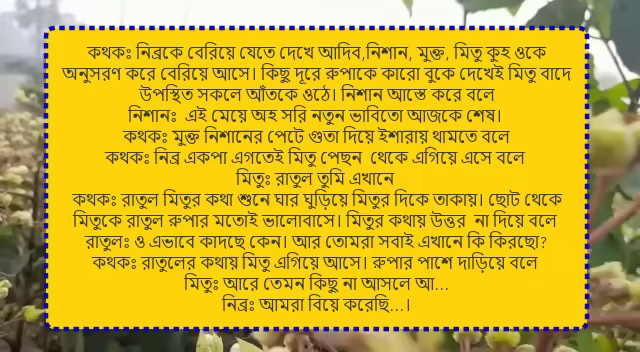 কথকঃ নিব্রকে বেরিয়ে যেতে দেখে আদিব,নিশান, মুক্ত, মিতু কুহ ওকে
অনুসরণ করে বেরিয়ে আসে। কিছু দূরে রুপাকে কারো বুকে দেখেই মিতু বাদে
উপস্থিত সকলে আঁতকে ওঠে। নিশান আস্তে করে বলে
নিশানঃ এই মেয়ে অহ সরি নতুন ভাবিতো আজকে শেষ।
কথকঃ মুক্ত নিশানের পেটে গুতা দিয়ে ইশারায় থামতে বলে
কথকঃ নিব্র একপা এগতেই মিতু পেছন থেকে এগিয়ে এসে বলে
মিতুঃ রাতুল তুমি এখানে
কথকঃ রাতুল মিতুর কথা শুনে ঘার ঘুড়িয়ে মিতুর দিকে তাকায়। ছোট থেকে
মিতুকে রাতুল রুপার মতোই ভালোবাসে। মিতুর কথায় উত্তর না দিয়ে বলে
রাতুলঃ ও এভাবে কাদছে কেন। আর তোমরা সবাই এখানে কি কিরছো?
কথকঃ রাতুলের কথায় মিতু এগিয়ে আসে। রুপার পাশে দাড়িয়ে বলে
মিতুঃ আরে তেমন কিছু না আসলে আ...
নিব্রঃ আমরা বিয়ে করেছি...।